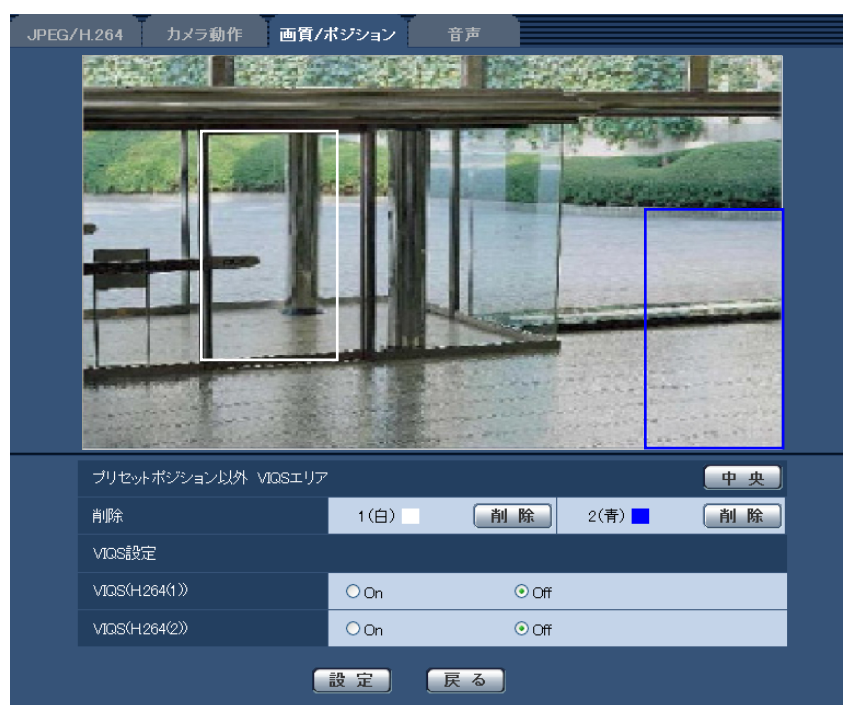 JPEG/H.264 カメラ動作 画質/ポジション 音声
プリセットポジション以外 VIQSエリア 中央
削除 1(白) 削除 2(青) 削除
VIQS設定
VIQS(H.264(1)) On Off
VIQS(H.264(2)) On Off
設定 戻る